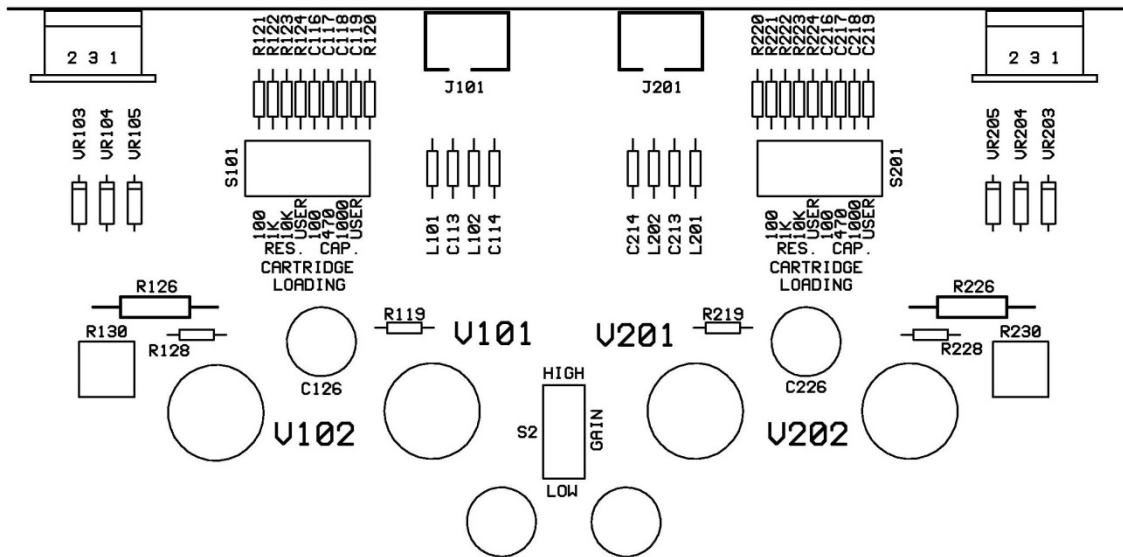 R121 R122 R123 R124 C116 C117 C118 C119 R120
R220 R221 R222 R223 R224 C216 C217 C218 C219
2 3 1
2 3 1
J101
J201
VR103 VR104 VR105
S101
S201
VR205 VR204 VR203
100 1K 10K USER 100 470 1000 USER
RES. CAP.
CARTRIDGE
LOADING
L101 C113 L102 C114
C214 L202 C213 L201
100 1K 10K USER 100 470 1000 USER
RES. CAP.
CARTRIDGE
LOADING
R126
R226
R130
R128
R119
V101
V201
R219
R228
R230
C126
HIGH
C226
V102
S2
GAIN
V202
LOW